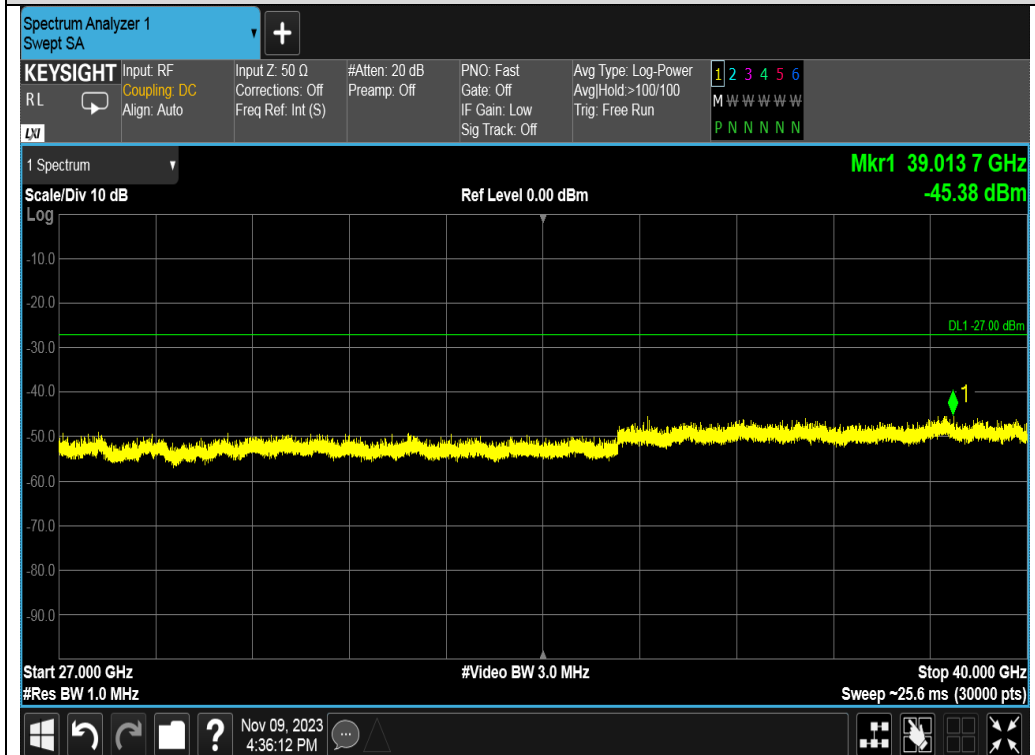 Spectrum Analyzer 1
Swept SA
+
KEYSIGHT
R L
LXI
Input: RF
Coupling: DC
Align: Auto
Input Z: 50 Ω
Corrections: Off
Freq Ref: Int (S)
#Atten: 20 dB
Preamp: Off
PNO: Fast
Gate: Off
IF Gain: Low
Sig Track: Off
Avg Type: Log-Power
Avg|Hold:>100/100
Trig: Free Run
1 2 3 4 5 6
M W W W W W
P N N N N N
1 Spectrum
Mkr1 39.013 7 GHz
-45.38 dBm
Scale/Div 10 dB
Ref Level 0.00 dBm
Log
-10.0
-20.0
DL1 -27.00 dBm
-30.0
-40.0
1
-50.0
-60.0
-70.0
-80.0
-90.0
Start 27.000 GHz
#Video BW 3.0 MHz
Stop 40.000 GHz
#Res BW 1.0 MHz
Sweep ~25.6 ms (30000 pts)
?
Nov 09, 2023
4:36:12 PM